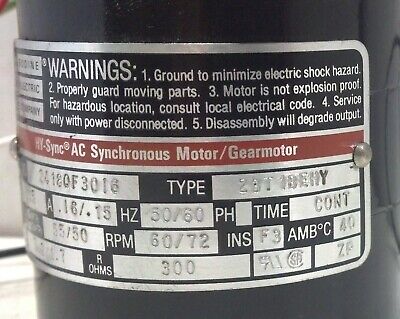 BODINE ®
ELECTRIC
COMPANY
WARNINGS: 1. Ground to minimize electric shock hazard.
2. Properly guard moving parts. 3. Motor is not explosion proof.
For hazardous location, consult local electrical code. 4. Service
only with power disconnected. 5. Disassembly will degrade output.
HY-Sync® AC Synchronous Motor/Gearmotor
TYPE
A .16/.15 HZ 50/60 PH TIME CONT
RPM 60/72 INS F3 AMB°C 40
R OHMS 300